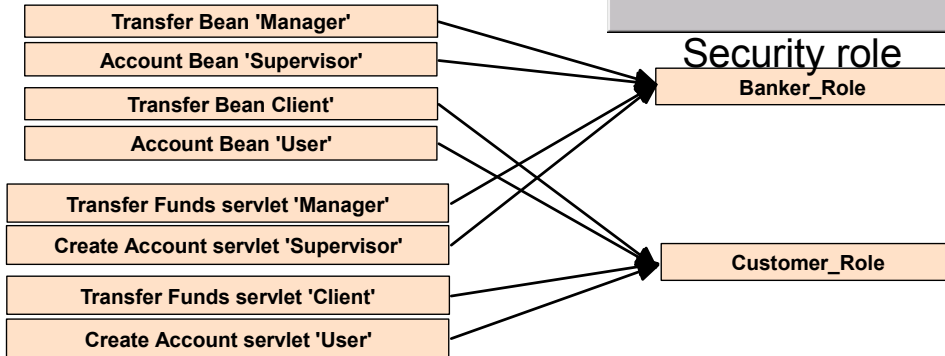 Transfer Bean 'Manager'
Account Bean 'Supervisor'
Transfer Bean Client'
Account Bean 'User'
Transfer Funds servlet 'Manager'
Create Account servlet 'Supervisor'
Transfer Funds servlet 'Client'
Create Account servlet 'User'
Security role
Banker_Role
Customer_Role